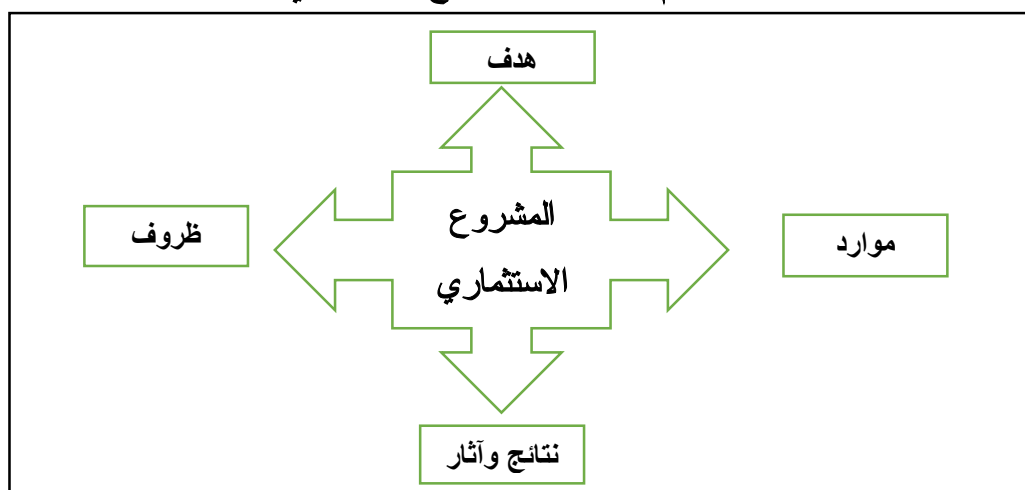 هدف
ظروف
المشروع
الاستثماري
موارد
نتائج وآثار